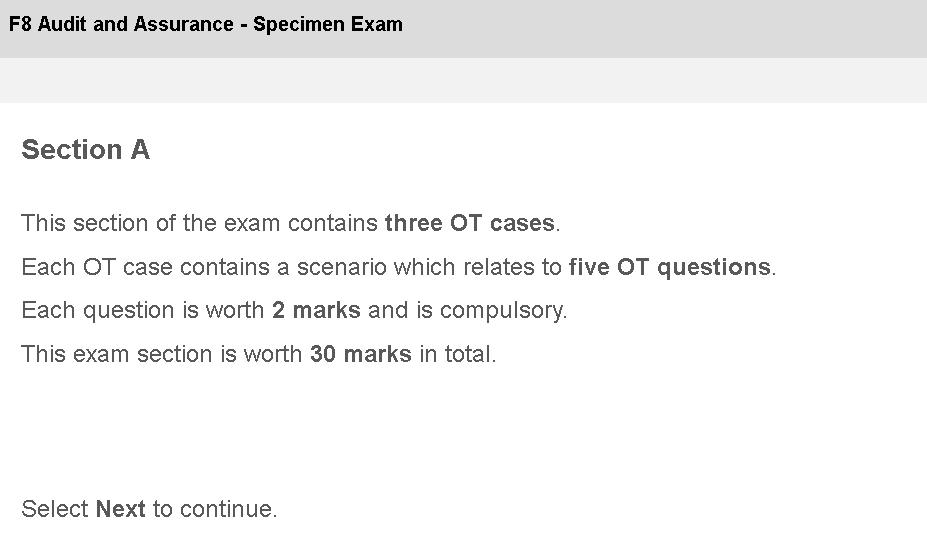 F8 Audit and Assurance - Specimen Exam
Section A
This section of the exam contains three OT cases.
Each OT case contains a scenario which relates to five OT questions.
Each question is worth 2 marks and is compulsory.
This exam section is worth 30 marks in total.
Select Next to continue.